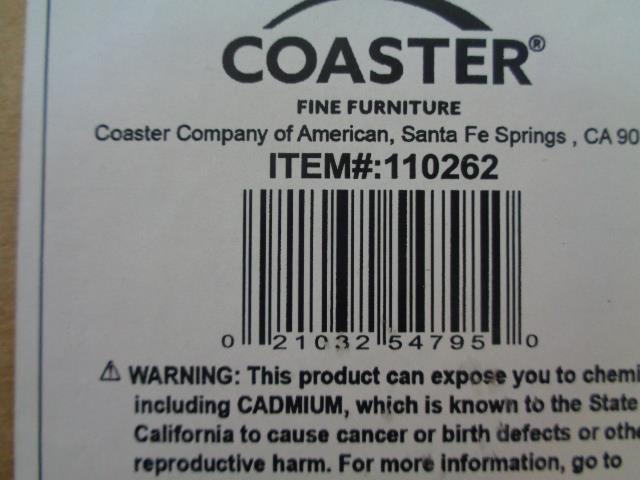 COASTER®
FINE FURNITURE
Coaster Company of American, Santa Fe Springs , CA 90
ITEM#:110262
0 21032 54795 0
⚠ WARNING: This product can expose you to chemi
including CADMIUM, which is known to the State
California to cause cancer or birth defects or othe
reproductive harm. For more information, go to